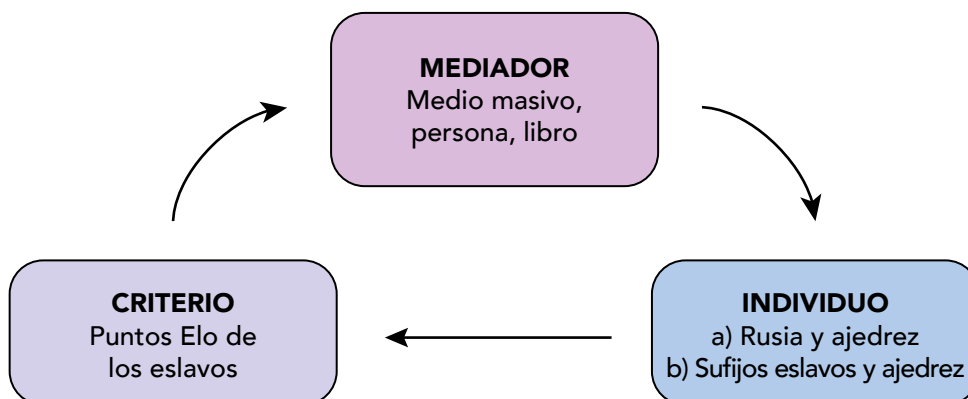 MEDIADOR
Medio masivo,
persona, libro
CRITERIO
Puntos Elo de
los eslavos
INDIVIDUO
a) Rusia y ajedrez
b) Sufijos eslavos y ajedrez